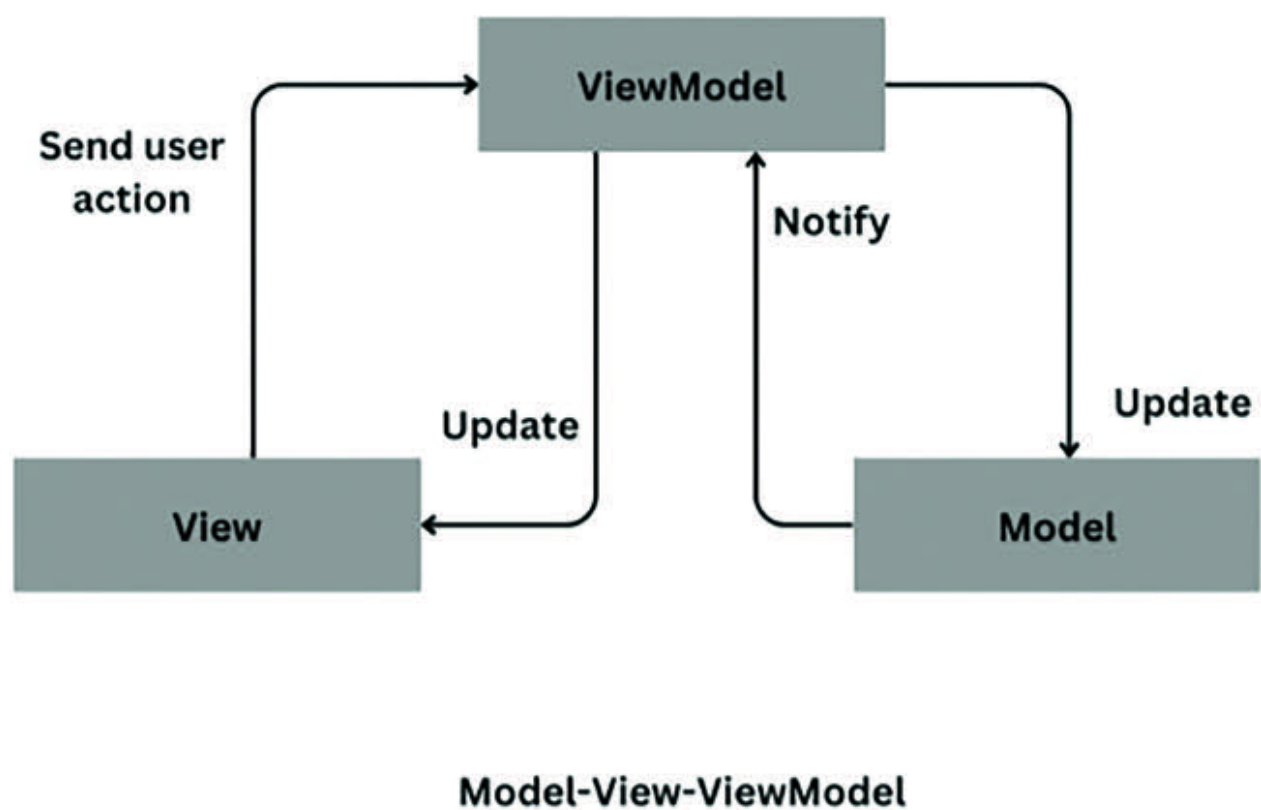 ViewModel
Send user
action
Notify
Update
Update
View
Model
Model-View-ViewModel